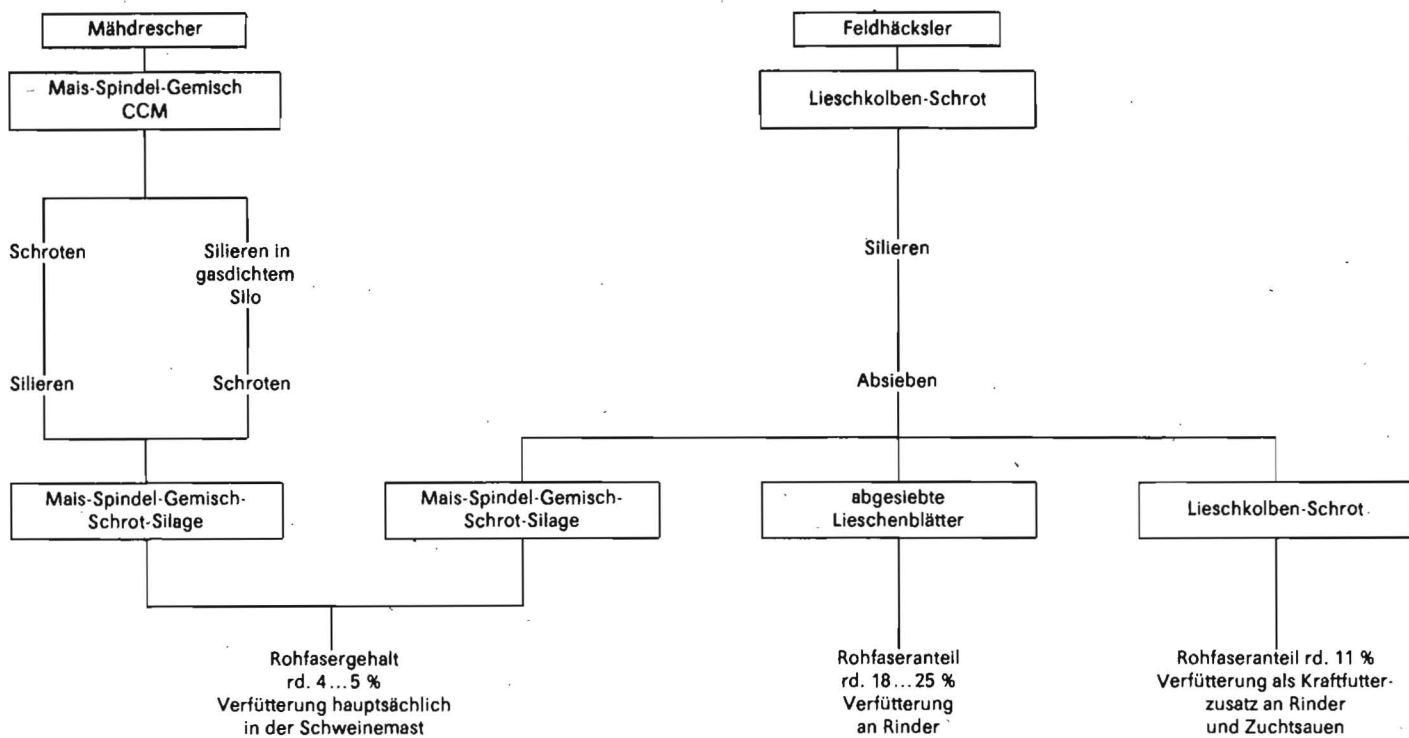 Mähdrescher
Feldhäcksler
Mais-Spindel-Gemisch
CCM
Lieschkolben-Schrot
Schroten
Silieren in
gasdichtem
Silo
Silieren
Silieren
Schroten
Absieben
Mais-Spindel-Gemisch-
Schrot-Silage
Mais-Spindel-Gemisch-
Schrot-Silage
abgesiebte
Lieschenblätter
Lieschkolben-Schrot
Rohfasergehalt
rd. 4...5 %
Verfütterung hauptsächlich
in der Schweinemast
Rohfaseranteil
rd. 18...25 %
Verfütterung
an Rinder
Rohfaseranteil rd. 11 %
Verfütterung als Kraftfutter-
zusatz an Rinder
und Zuchtsauen